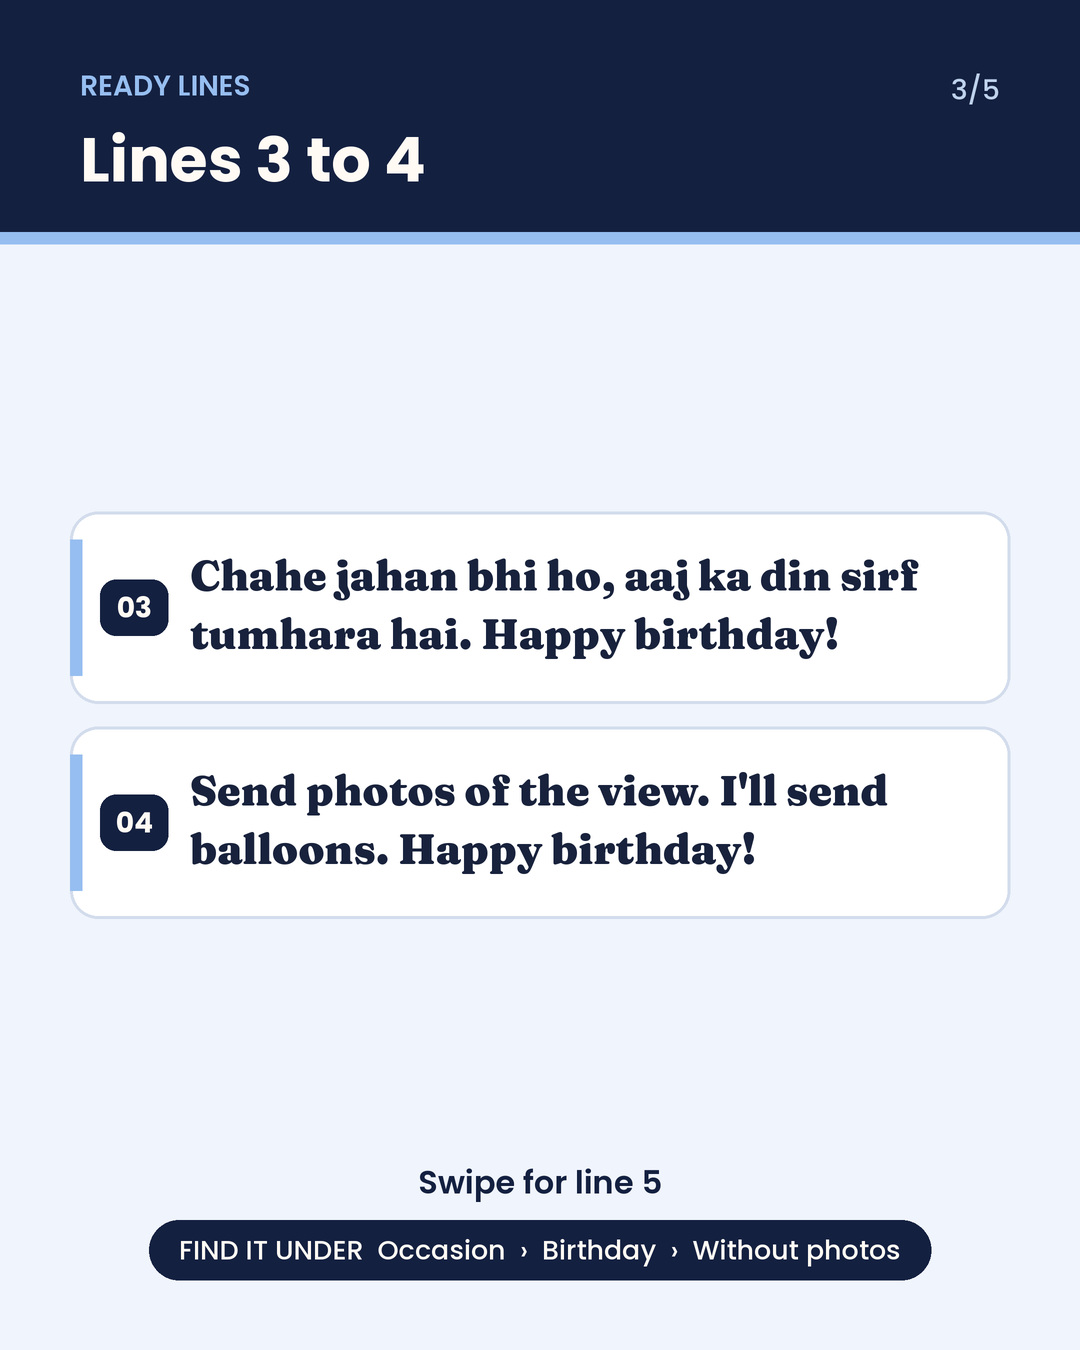 READY LINES
3/5
Lines 3 to 4
03
Chahe jahan bhi ho, aaj ka din sirf
tumhara hai. Happy birthday!
04
Send photos of the view. I'll send
balloons. Happy birthday!
Swipe for line 5
FIND IT UNDER Occasion › Birthday › Without photos